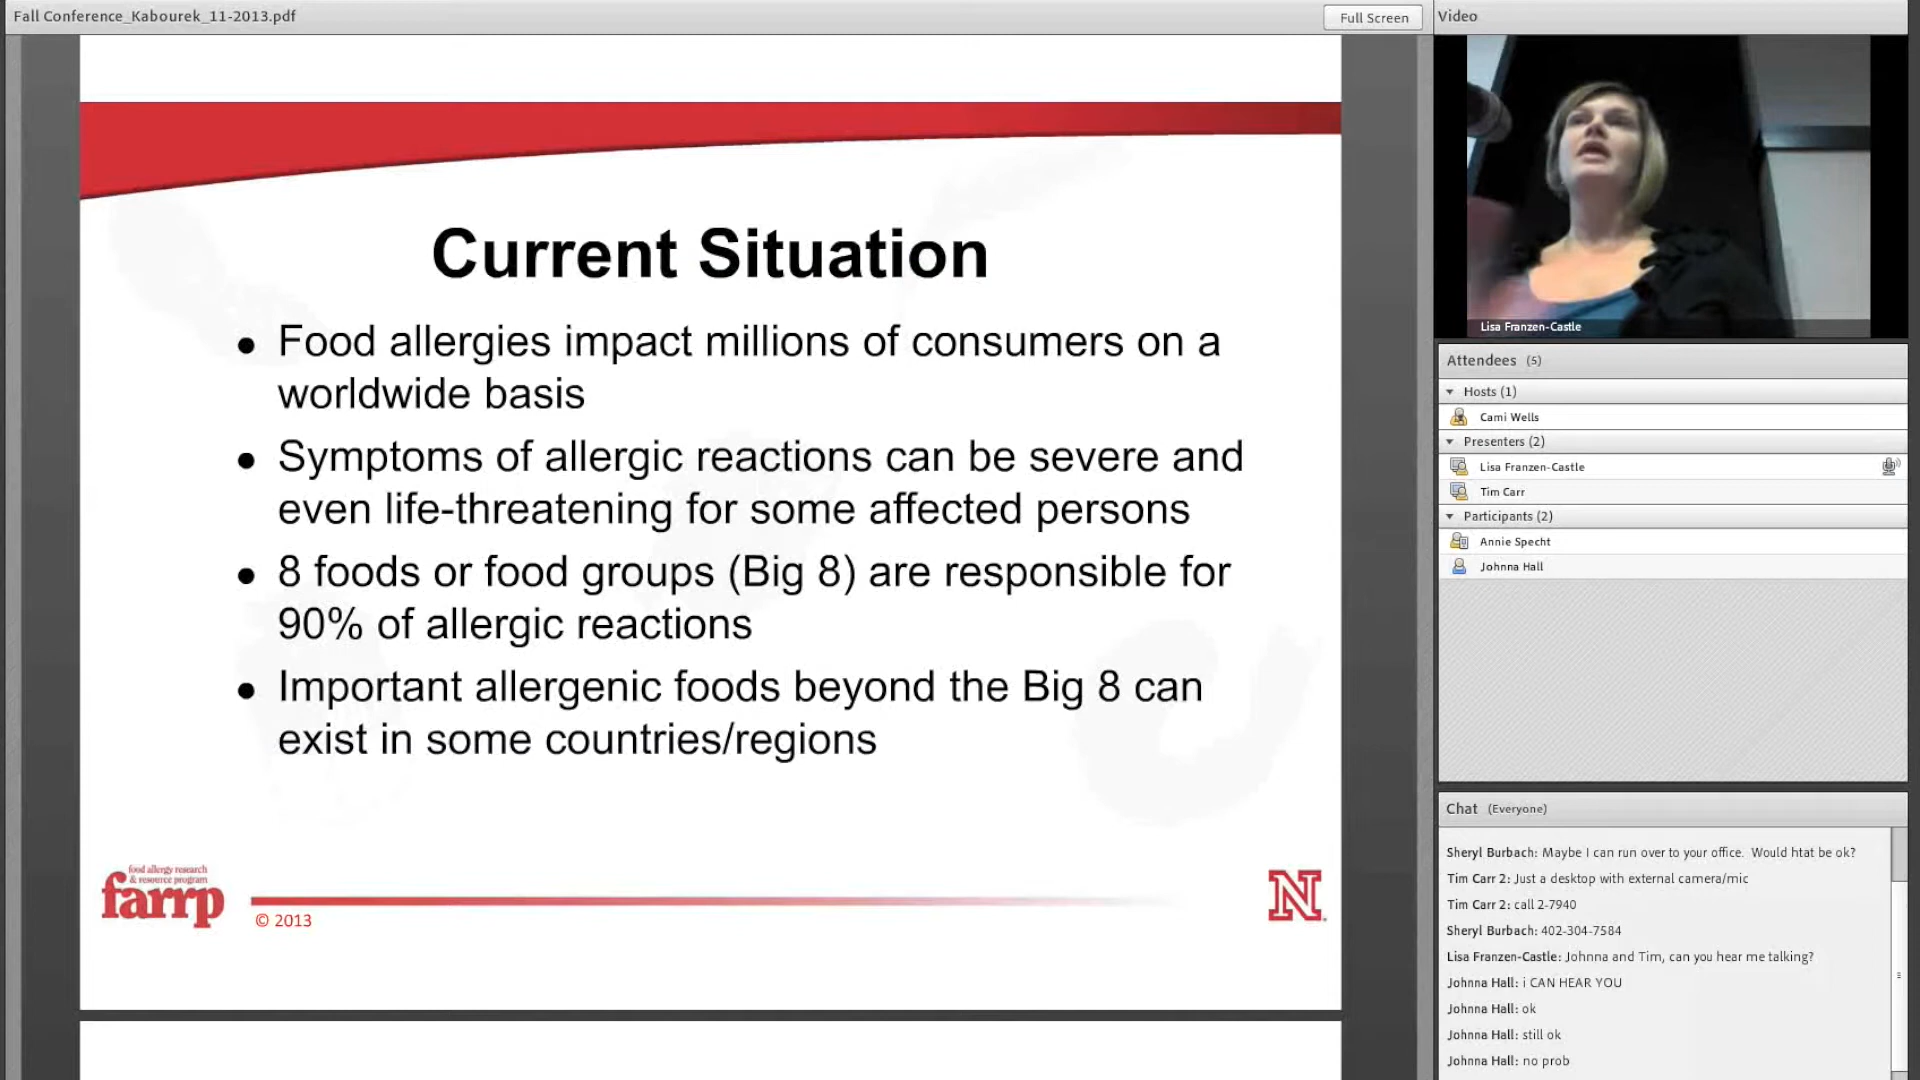 Fall Conference_Kabourek_11-2013.pdf
Full Screen
Current Situation
● Food allergies impact millions of consumers on a
worldwide basis
● Symptoms of allergic reactions can be severe and
even life-threatening for some affected persons
● 8 foods or food groups (Big 8) are responsible for
90% of allergic reactions
● Important allergenic foods beyond the Big 8 can
exist in some countries/regions
food allergy research
& resource program
farrp
© 2013
N
Video
Lisa Franzen-Castle
Attendees (5)
Hosts (1)
Cami Wells
Presenters (2)
Lisa Franzen-Castle
Tim Carr
Participants (2)
Annie Specht
Johnna Hall
Chat (Everyone)
Sheryl Burbach: Maybe I can run over to your office. Would htat be ok?
Tim Carr 2: Just a desktop with external camera/mic
Tim Carr 2: call 2-7940
Sheryl Burbach: 402-304-7584
Lisa Franzen-Castle: Johnna and Tim, can you hear me talking?
Johnna Hall: i CAN HEAR YOU
Johnna Hall: ok
Johnna Hall: still ok
Johnna Hall: no prob